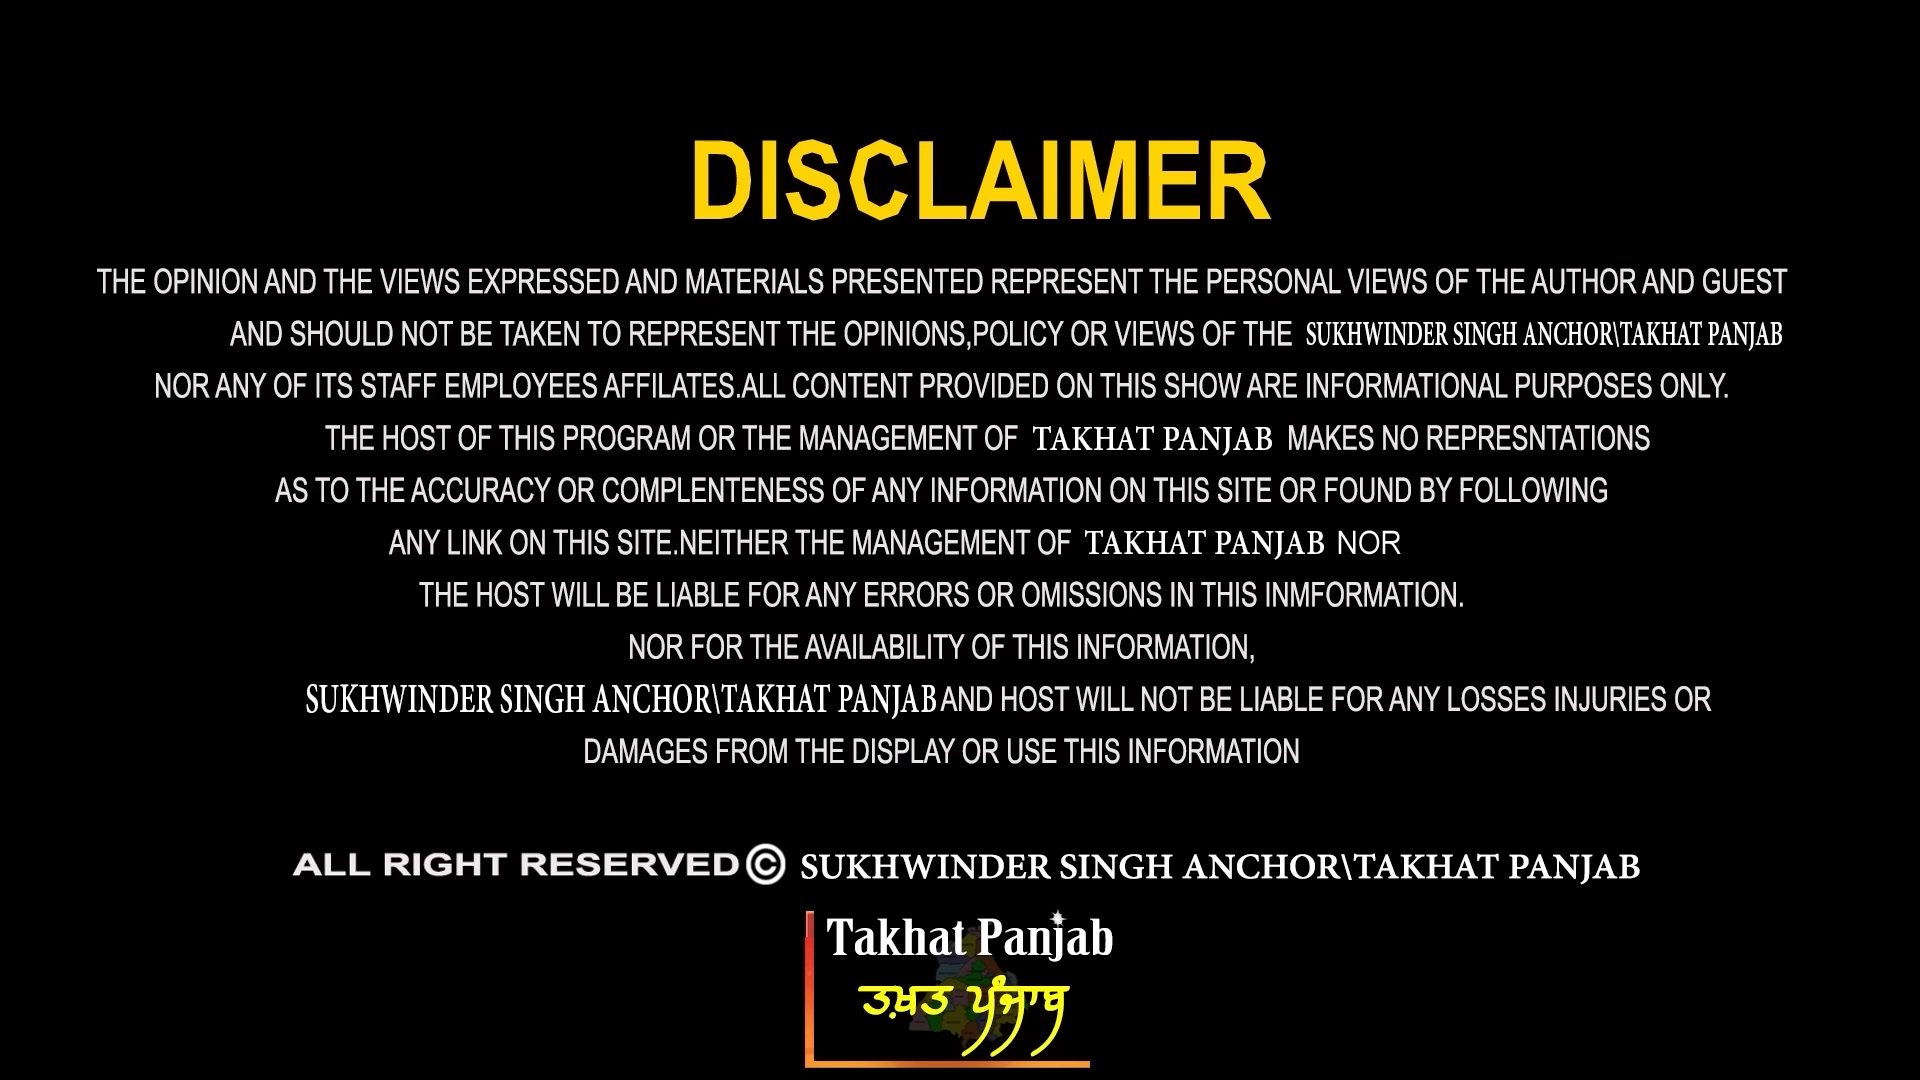 DISCLAIMER
THE OPINION AND THE VIEWS EXPRESSED AND MATERIALS PRESENTED REPRESENT THE PERSONAL VIEWS OF THE AUTHOR AND GUEST
AND SHOULD NOT BE TAKEN TO REPRESENT THE OPINIONS,POLICY OR VIEWS OF THE SUKHWINDER SINGH ANCHOR\TAKHAT PANJAB
NOR ANY OF ITS STAFF EMPLOYEES AFFILATES.ALL CONTENT PROVIDED ON THIS SHOW ARE INFORMATIONAL PURPOSES ONLY.
THE HOST OF THIS PROGRAM OR THE MANAGEMENT OF TAKHAT PANJAB MAKES NO REPRESNTATIONS
AS TO THE ACCURACY OR COMPLENTENESS OF ANY INFORMATION ON THIS SITE OR FOUND BY FOLLOWING
ANY LINK ON THIS SITE.NEITHER THE MANAGEMENT OF TAKHAT PANJAB NOR
THE HOST WILL BE LIABLE FOR ANY ERRORS OR OMISSIONS IN THIS INMFORMATION.
NOR FOR THE AVAILABILITY OF THIS INFORMATION,
SUKHWINDER SINGH ANCHOR\TAKHAT PANJAB AND HOST WILL NOT BE LIABLE FOR ANY LOSSES INJURIES OR
DAMAGES FROM THE DISPLAY OR USE THIS INFORMATION
ALL RIGHT RESERVED © SUKHWINDER SINGH ANCHOR\TAKHAT PANJAB
Takhat Panjab
ਤਖ਼ਤ ਪੰਜਾਬ